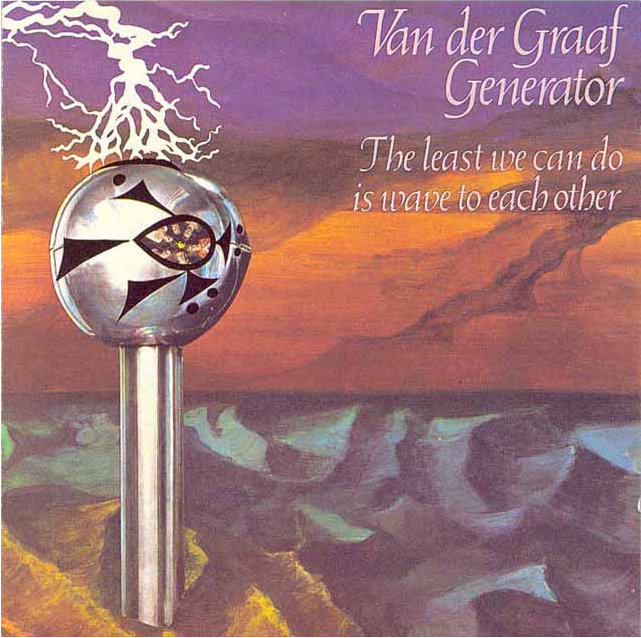 Van der Graaf
Generator
The least we can do
is wave to each other